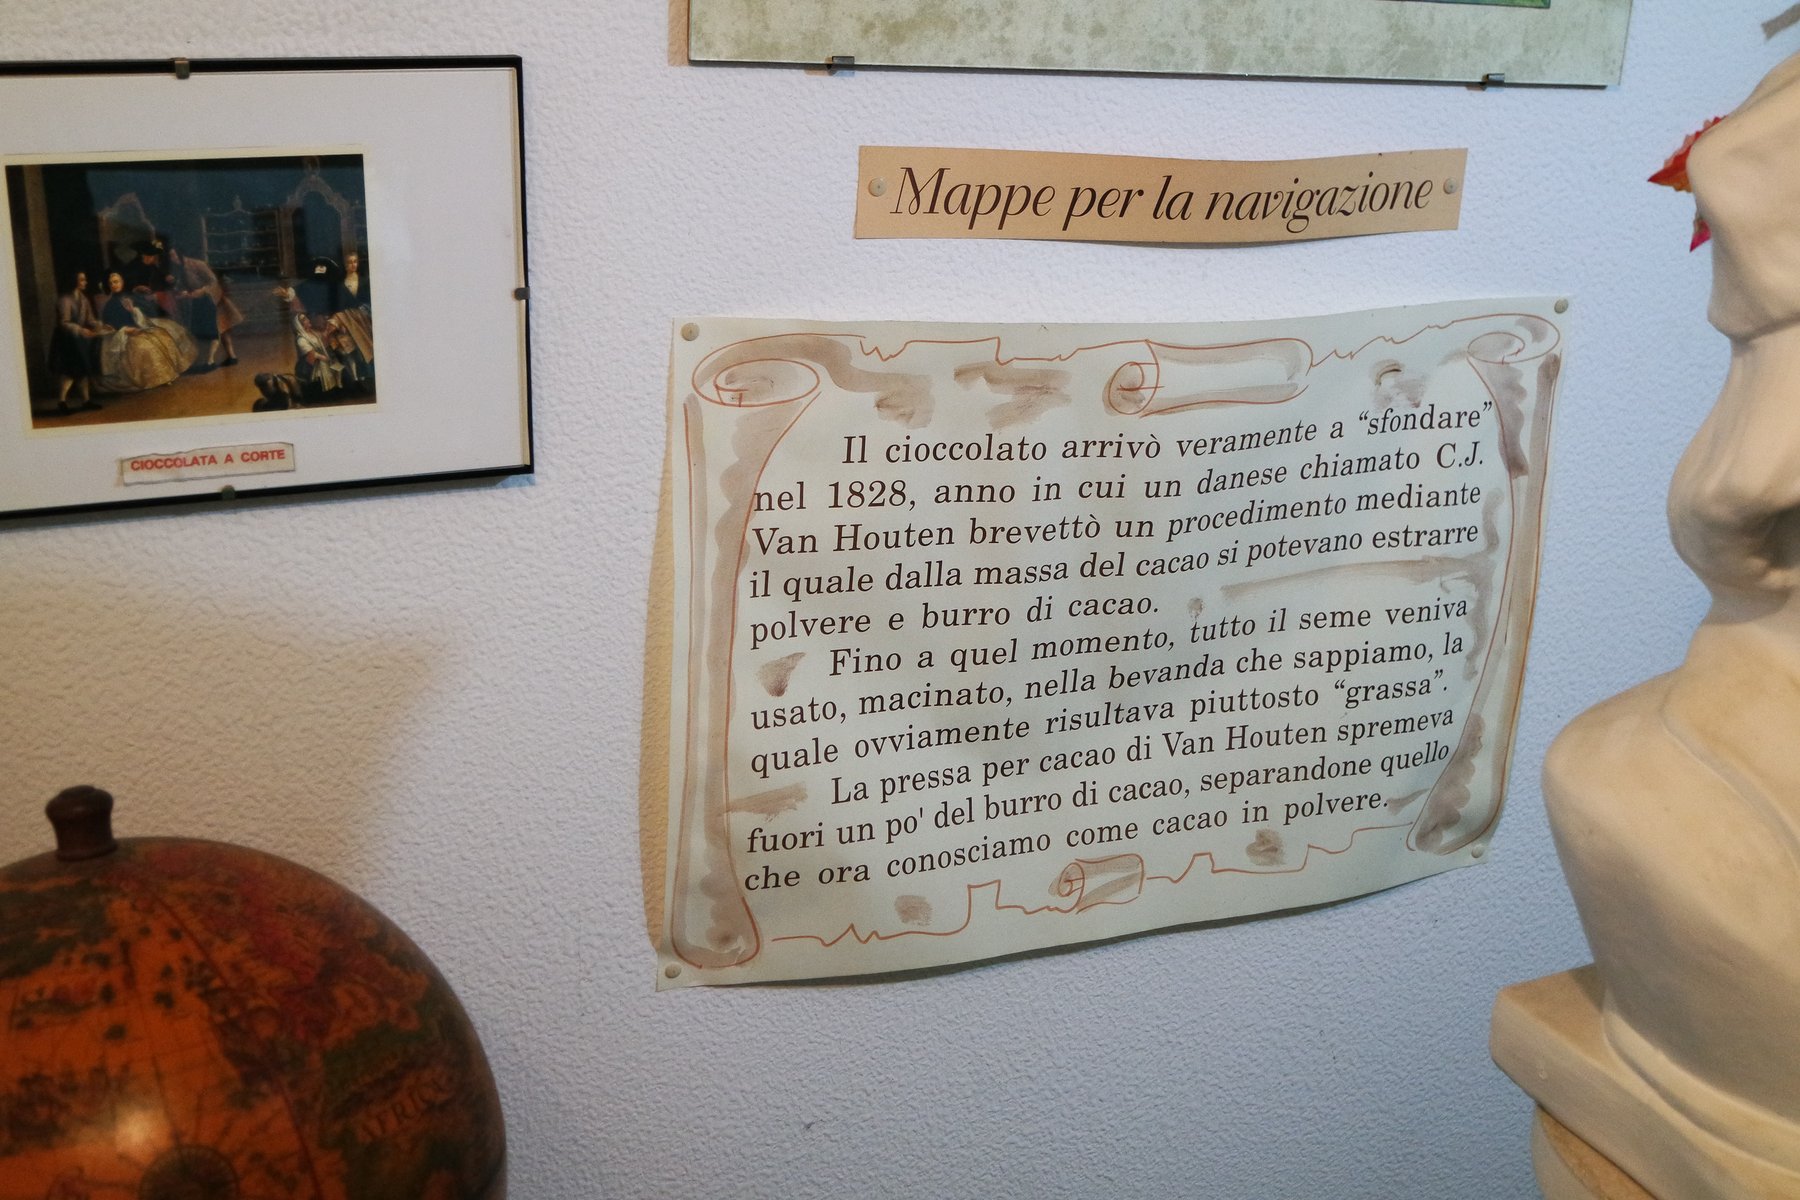 Mappe per la navigazione
CIOCCOLATA A CORTE
Il cioccolato arrivò veramente a “sfondare”
nel 1828, anno in cui un danese chiamato C.J.
Van Houten brevettò un procedimento mediante
il quale dalla massa del cacao si potevano estrarre
polvere e burro di cacao.
Fino a quel momento, tutto il seme veniva
usato, macinato, nella bevanda che sappiamo, la
quale ovviamente risultava piuttosto “grassa”.
La pressa per cacao di Van Houten spremeva
fuori un po' del burro di cacao, separandone quello
che ora conosciamo come cacao in polvere.
AFRICA